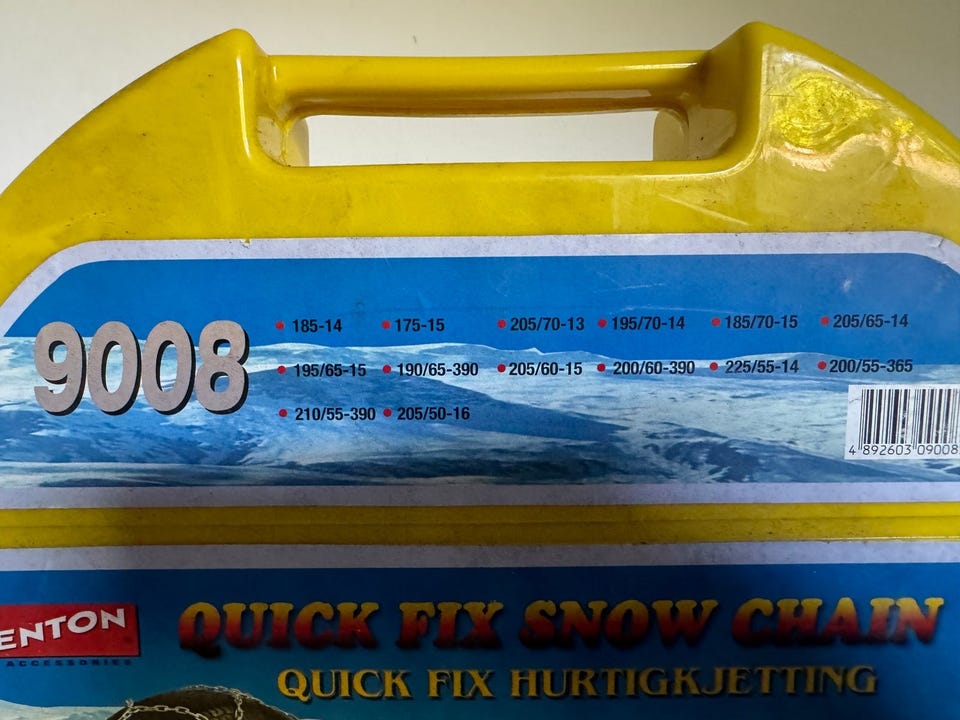 9008
• 185-14 • 175-15 • 205/70-13 • 195/70-14 • 185/70-15 • 205/65-14
• 195/65-15 • 190/65-390 • 205/60-15 • 200/60-390 • 225/55-14 • 200/55-365
• 210/55-390 • 205/50-16
4 892603 09008
ENTON
ACCESSORIES
QUICK FIX SNOW CHAIN
QUICK FIX HURTIGKJETTING